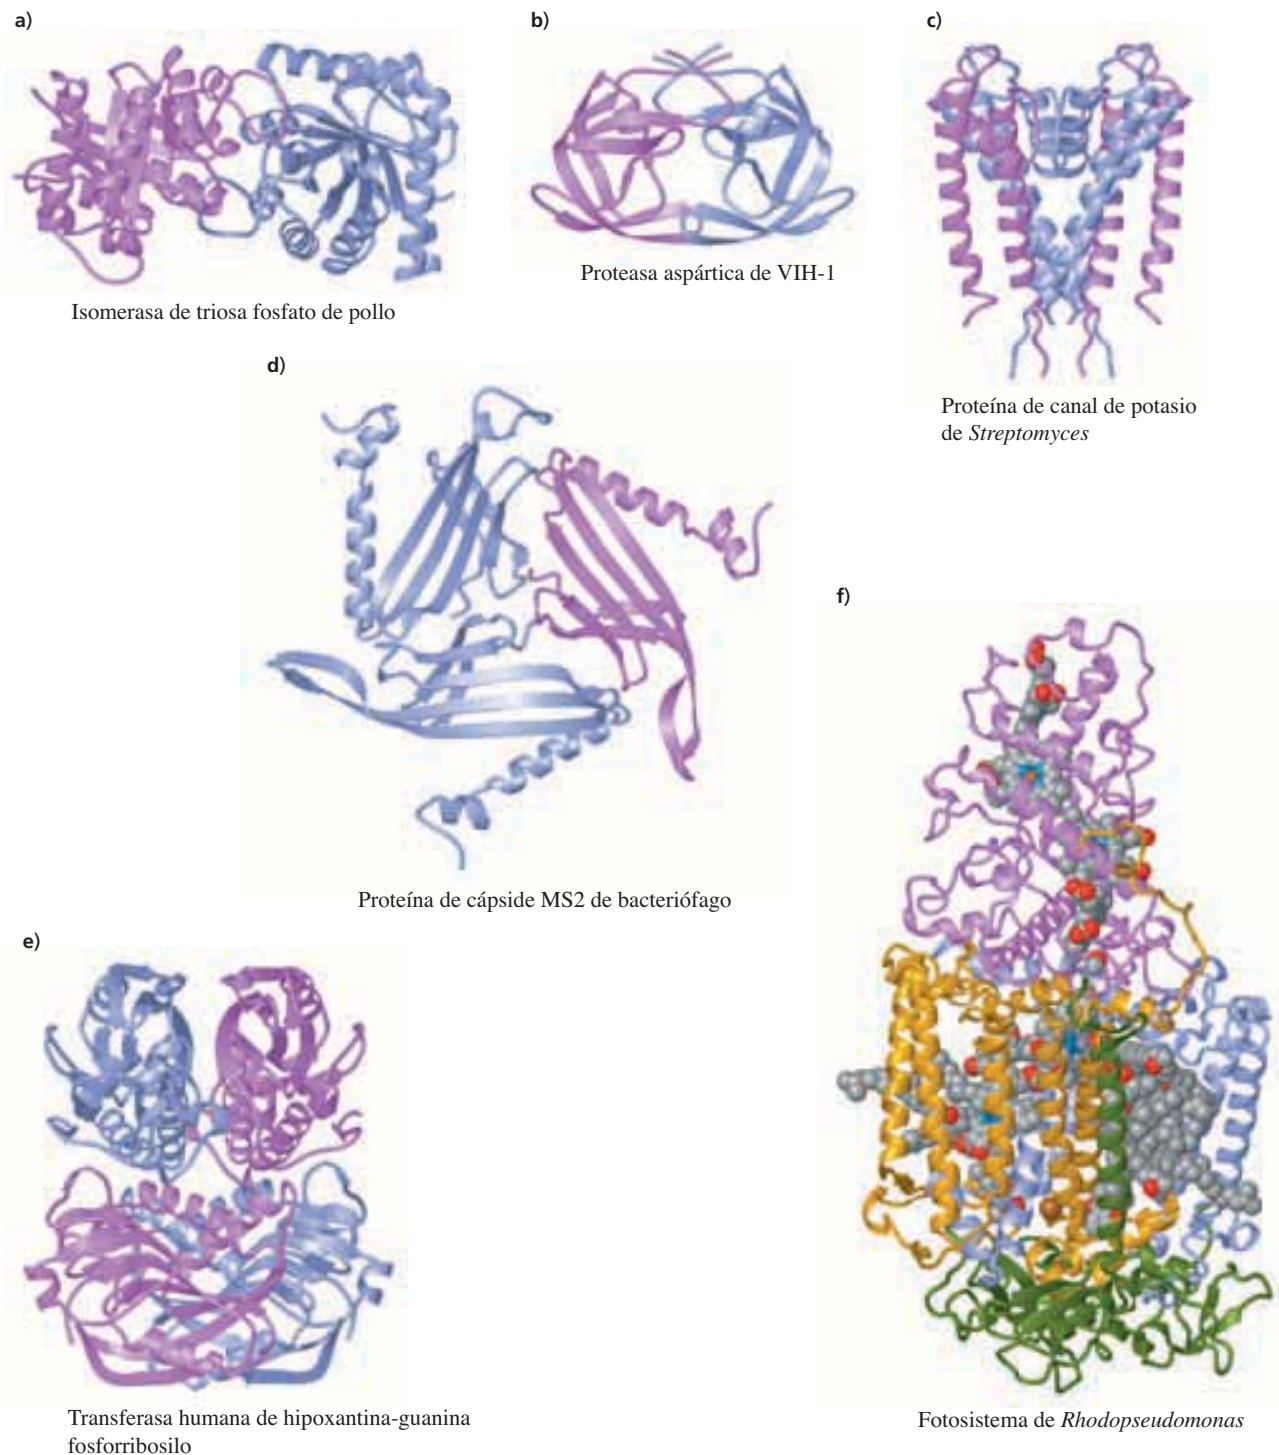 a)
Isomerasa de triosa fosfato de pollo
b)
Proteasa aspártica de VIH-1
c)
Proteína de canal de potasio
de Streptomyces
d)
Proteína de cápside MS2 de bacteriófago
e)
Transferasa humana de hipoxantina-guanina
fosforribosilo
f)
Fotosistema de Rhodopseudomonas